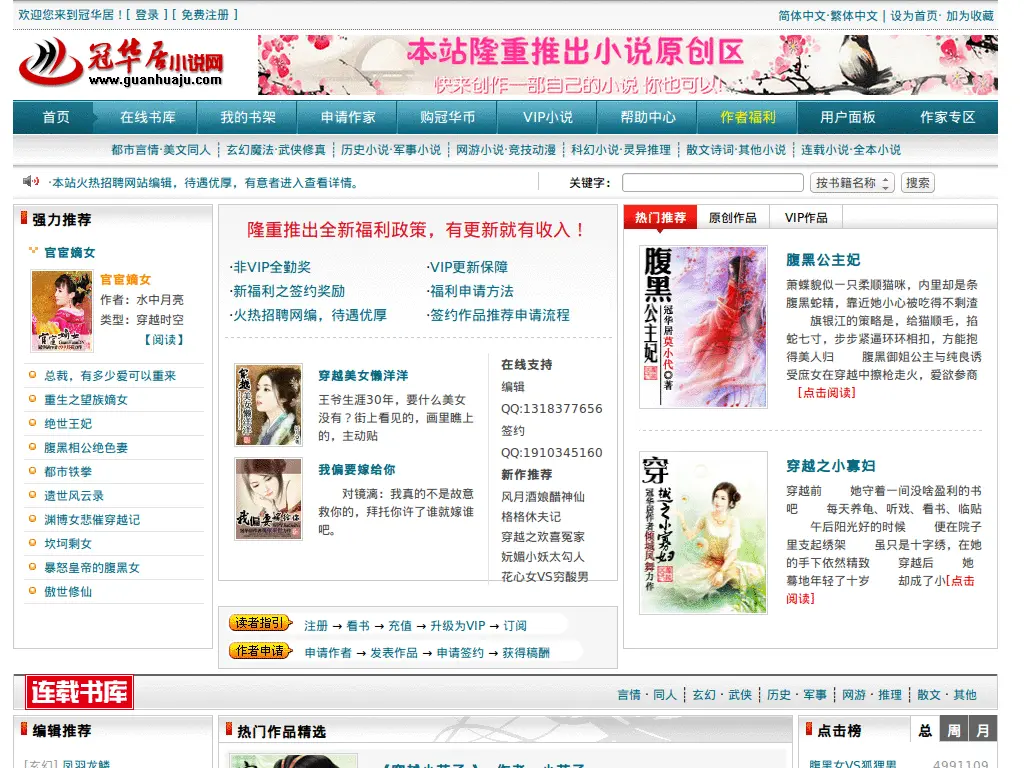 欢迎您来到冠华居！[ 登录 ] [ 免费注册 ]
简体中文·繁体中文 | 设为首页· 加为收藏
冠华居小说网
www.guanhuaju.com
本站隆重推出小说原创区
快来创作一部自己的小说 你也可以!
首页 在线书库 我的书架 申请作家 购冠华币 VIP小说 帮助中心 作者福利 用户面板 作家专区
都市言情·美文同人 玄幻魔法·武侠修真 历史小说·军事小说 网游小说·竞技动漫 科幻小说·灵异推理 散文诗词·其他小说 连载小说·全本小说
·本站火热招聘网站编辑，待遇优厚，有意者进入查看详情。
关键字： 按书籍名称 搜索
强力推荐
官宦嫡女
官宦嫡女
作者：水中月亮
类型：穿越时空
【阅读】
总裁，有多少爱可以重来
重生之望族嫡女
绝世王妃
腹黑相公绝色妻
都市铁拳
遗世风云录
渊博女悲催穿越记
坎坷剩女
暴怒皇帝的腹黑女
傲世修仙
隆重推出全新福利政策，有更新就有收入！
·非VIP全勤奖 ·VIP更新保障
·新福利之签约奖励 ·福利申请方法
·火热招聘网编，待遇优厚 ·签约作品推荐申请流程
穿越美女懒洋洋
王爷生涯30年，要什么美女
没有？街上看见的，画里瞧上
的，主动贴
我偏要嫁给你
对镜漓：我真的不是故意
救你的，拜托你许了谁就嫁谁
吧。
我偏要嫁给你
在线支持
编辑
QQ:1318377656
签约
QQ:1910345160
新作推荐
风月酒娘醋神仙
格格休夫记
穿越之欢喜冤家
妧媚小妖太勾人
花心女VS穷酸男
读者指引 注册 → 看书 → 充值 → 升级为VIP → 订阅
作者申请 申请作者 → 发表作品 → 申请签约 → 获得稿酬
热门推荐 原创作品 VIP作品
腹黑公主妃
冠华居莫小代◎著
腹黑公主妃
萧蝶貌似一只柔顺猫咪，内里却是条
腹黑蛇精，靠近她小心被吃得不剩渣
旗银江的策略是，给猫顺毛，掐
蛇七寸，步步紧逼环环相扣，方能抱
得美人归 腹黑御姐公主与纯良诱
受庶女在穿越中擦枪走火，爱欲参商
[点击阅读]
穿越之小寡妇
冠华居作者倾城凤舞力作
穿越之小寡妇
穿越前 她守着一间没啥盈利的书
吧 每天养龟、听戏、看书、临贴
午后阳光好的时候 便在院子
里支起绣架 虽只是十字绣，在她
的手下依然精致 穿越后 她
蓦地年轻了十岁 却成了小[点击
阅读]
连载书库
言情 · 同人 玄幻 · 武侠 历史 · 军事 网游 · 推理 散文 · 其他
编辑推荐
[玄幻] 凤羽龙鳞
热门作品精选
《穿越小花子 》 作者：小花子
点击榜 总 周 月
腹黑女VS狐狸男 4991109